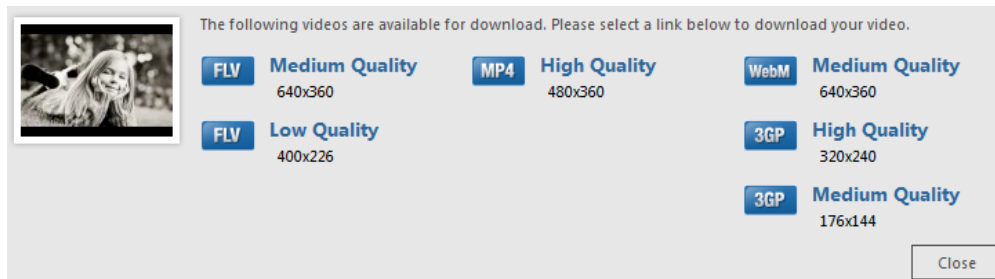 The following videos are available for download. Please select a link below to download your video.
FLV Medium Quality
640x360
FLV Low Quality
400x226
MP4 High Quality
480x360
WebM Medium Quality
640x360
3GP High Quality
320x240
3GP Medium Quality
176x144
Close